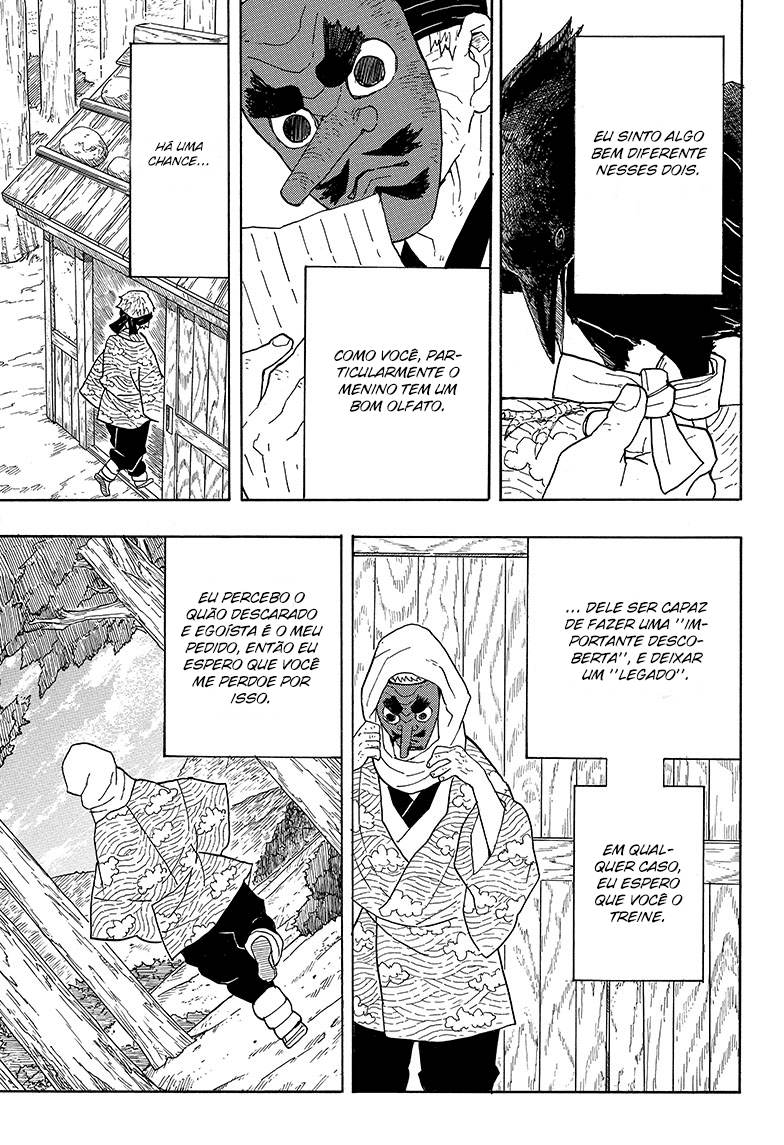 EU SINTO ALGO
BEM DIFERENTE
NESSES DOIS.
COMO VOCÊ, PAR-
TICULARMENTE O
MENINO TEM UM
BOM OLFATO.
HÁ UMA
CHANCE...
... DELE SER CAPAZ
DE FAZER UMA "IM-
PORTANTE DESCO-
BERTA", E DEIXAR
UM "LEGADO".
EM QUAL-
QUER CASO,
EU ESPERO
QUE VOCÊ O
TREINE.
EU PERCEBO O
QUÃO DESCARADO
E EGOÍSTA É O MEU
PEDIDO, ENTÃO EU
ESPERO QUE VOCÊ
ME PERDOE POR
ISSO.